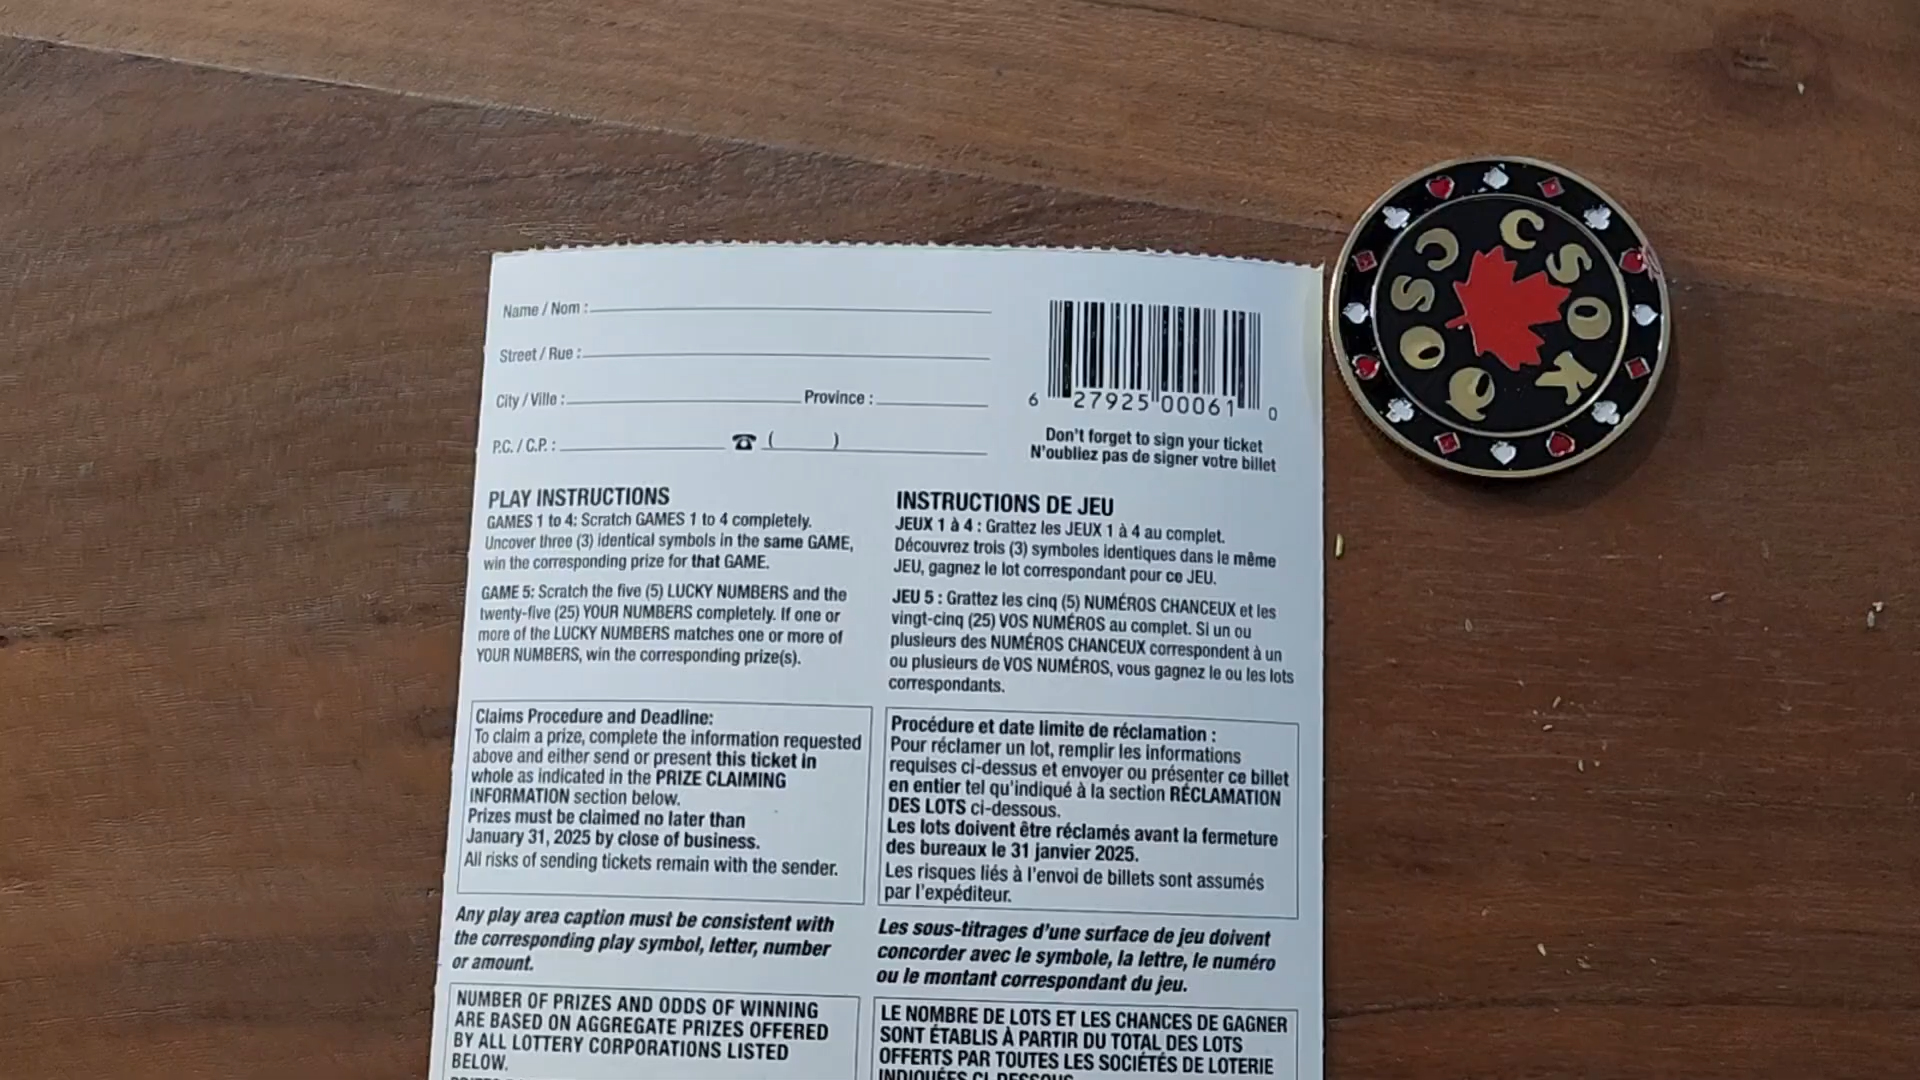 Name / Nom :
Street / Rue :
City / Ville : Province :
P.C. / C.P. : ☎ ( )
6 27925 00061 0
Don't forget to sign your ticket
N'oubliez pas de signer votre billet
PLAY INSTRUCTIONS
GAMES 1 to 4: Scratch GAMES 1 to 4 completely.
Uncover three (3) identical symbols in the same GAME,
win the corresponding prize for that GAME.
GAME 5: Scratch the five (5) LUCKY NUMBERS and the
twenty-five (25) YOUR NUMBERS completely. If one or
more of the LUCKY NUMBERS matches one or more of
YOUR NUMBERS, win the corresponding prize(s).
INSTRUCTIONS DE JEU
JEUX 1 à 4 : Grattez les JEUX 1 à 4 au complet.
Découvrez trois (3) symboles identiques dans le même
JEU, gagnez le lot correspondant pour ce JEU.
JEU 5 : Grattez les cinq (5) NUMÉROS CHANCEUX et les
vingt-cinq (25) VOS NUMÉROS au complet. Si un ou
plusieurs des NUMÉROS CHANCEUX correspondent à un
ou plusieurs de VOS NUMÉROS, vous gagnez le ou les lots
correspondants.
Claims Procedure and Deadline:
To claim a prize, complete the information requested
above and either send or present this ticket in
whole as indicated in the PRIZE CLAIMING
INFORMATION section below.
Prizes must be claimed no later than
January 31, 2025 by close of business.
All risks of sending tickets remain with the sender.
Procédure et date limite de réclamation :
Pour réclamer un lot, remplir les informations
requises ci-dessus et envoyer ou présenter ce billet
en entier tel qu'indiqué à la section RÉCLAMATION
DES LOTS ci-dessous.
Les lots doivent être réclamés avant la fermeture
des bureaux le 31 janvier 2025.
Les risques liés à l'envoi de billets sont assumés
par l'expéditeur.
Any play area caption must be consistent with
the corresponding play symbol, letter, number
or amount.
Les sous-titrages d'une surface de jeu doivent
concorder avec le symbole, la lettre, le numéro
ou le montant correspondant du jeu.
NUMBER OF PRIZES AND ODDS OF WINNING
ARE BASED ON AGGREGATE PRIZES OFFERED
BY ALL LOTTERY CORPORATIONS LISTED
BELOW.
LE NOMBRE DE LOTS ET LES CHANCES DE GAGNER
SONT ÉTABLIS À PARTIR DU TOTAL DES LOTS
OFFERTS PAR TOUTES LES SOCIÉTÉS DE LOTERIE
INDIQUÉES CI-DESSOUS
CSOKQOSC